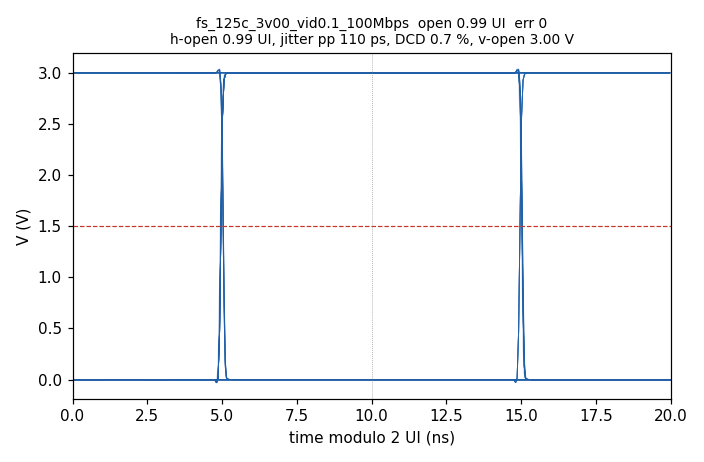 fs_125c_3v00_vid0.1_100Mbps  open 0.99 UI  err 0
h-open 0.99 UI, jitter pp 110 ps, DCD 0.7 %, v-open 3.00 V
3.0
2.5
2.0
1.5
1.0
0.5
0.0
V (V)
0.0 2.5 5.0 7.5 10.0 12.5 15.0 17.5 20.0
time modulo 2 UI (ns)